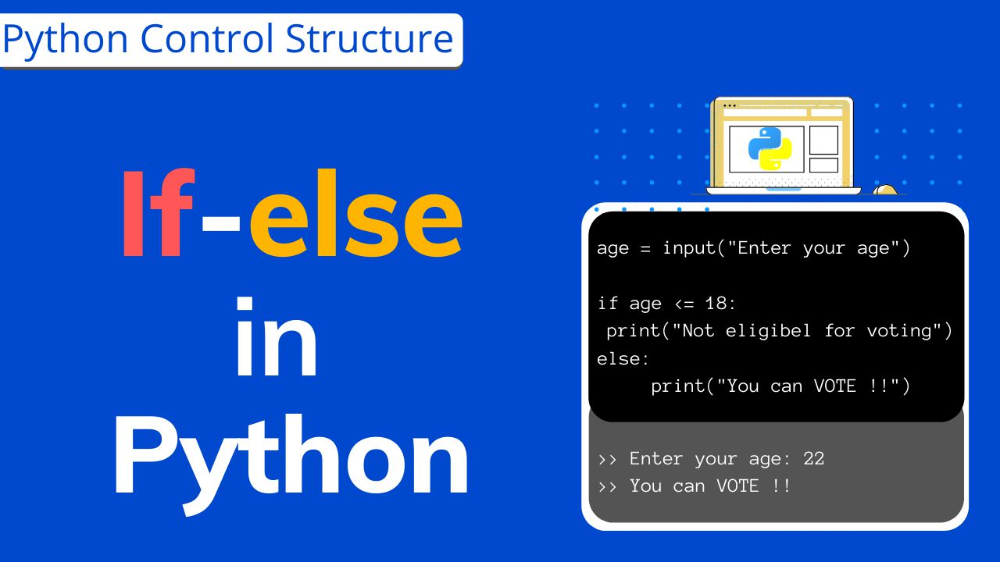 Python Control Structure
If-else
in
Python
age = input("Enter your age")
if age <= 18:
print("Not eligibel for voting")
else:
print("You can VOTE !!")
>> Enter your age: 22
>> You can VOTE !!